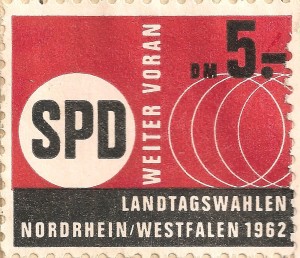 SPD
WEITER VORAN
DM 5.-
LANDTAGSWAHLEN
NORDRHEIN/WESTFALEN 1962